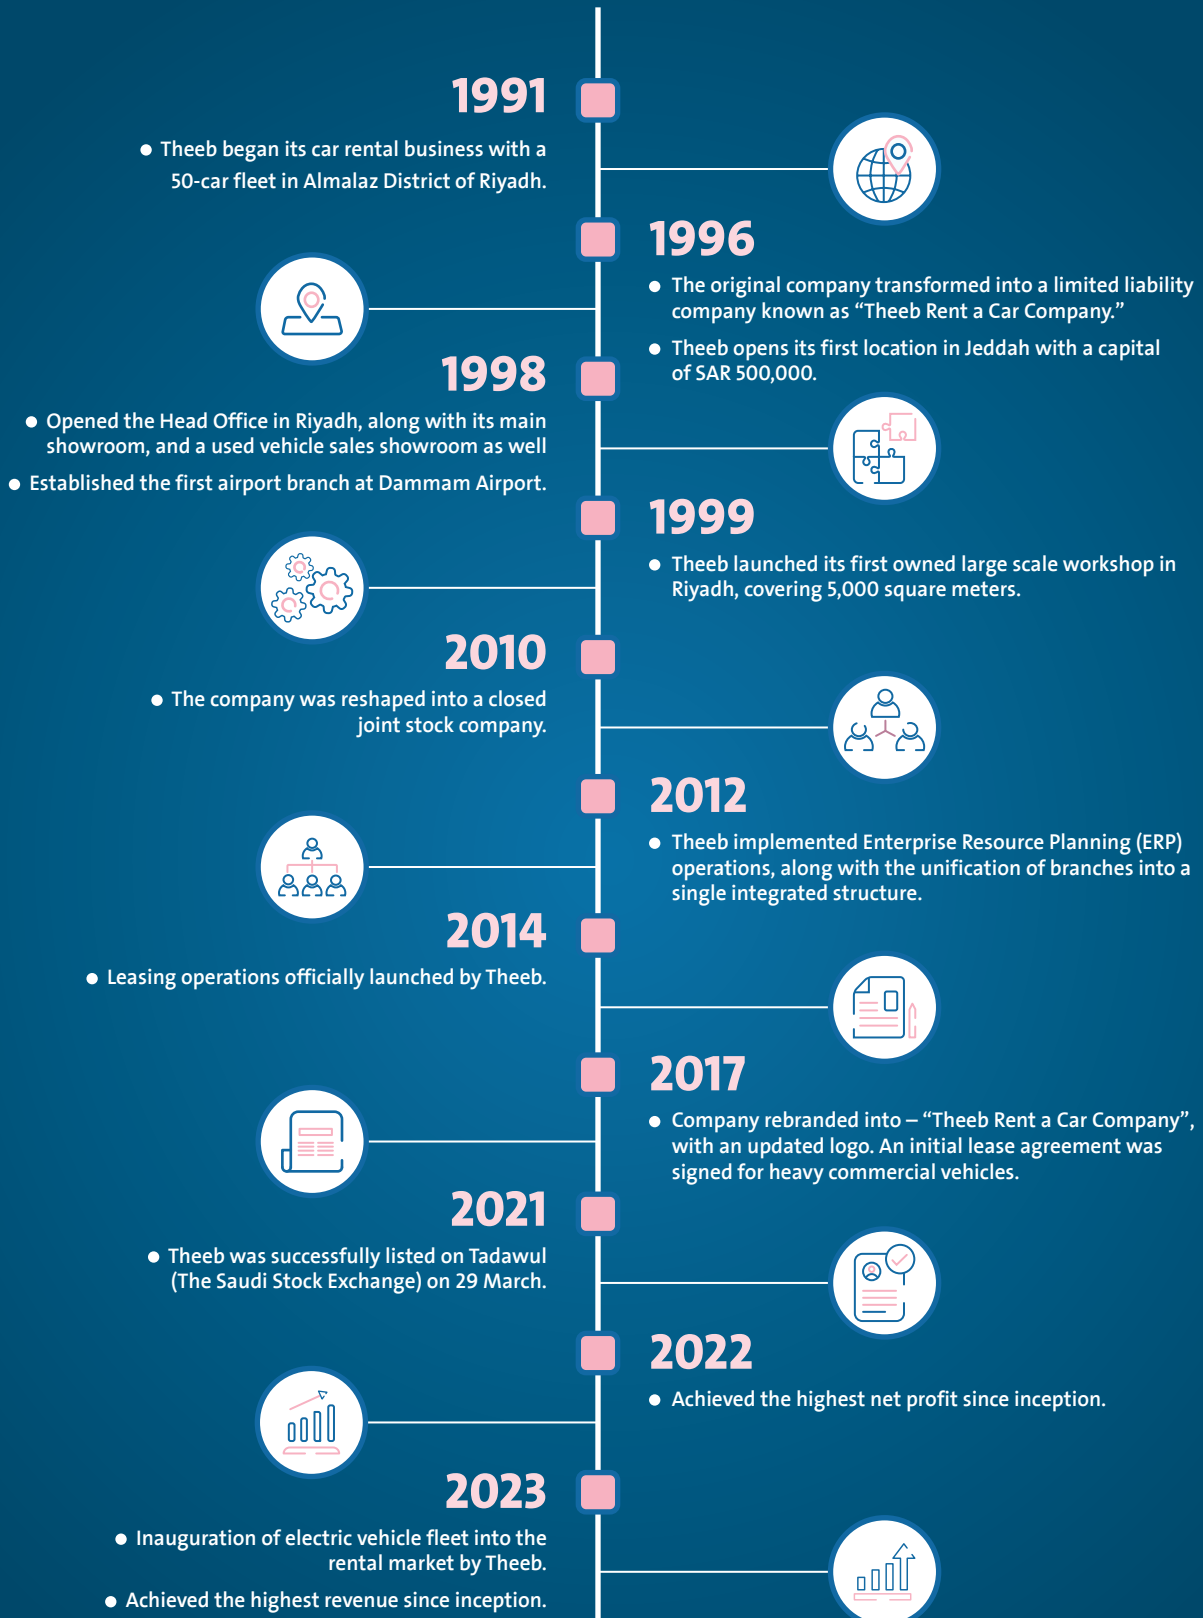 1991
● Theeb began its car rental business with a
50-car fleet in Almalaz District of Riyadh.
1996
● The original company transformed into a limited liability
company known as “Theeb Rent a Car Company.”
● Theeb opens its first location in Jeddah with a capital
of SAR 500,000.
1998
● Opened the Head Office in Riyadh, along with its main
showroom, and a used vehicle sales showroom as well
● Established the first airport branch at Dammam Airport.
1999
● Theeb launched its first owned large scale workshop in
Riyadh, covering 5,000 square meters.
2010
● The company was reshaped into a closed
joint stock company.
2012
● Theeb implemented Enterprise Resource Planning (ERP)
operations, along with the unification of branches into a
single integrated structure.
2014
● Leasing operations officially launched by Theeb.
2017
● Company rebranded into – “Theeb Rent a Car Company”,
with an updated logo. An initial lease agreement was
signed for heavy commercial vehicles.
2021
● Theeb was successfully listed on Tadawul
(The Saudi Stock Exchange) on 29 March.
2022
● Achieved the highest net profit since inception.
2023
● Inauguration of electric vehicle fleet into the
rental market by Theeb.
● Achieved the highest revenue since inception.